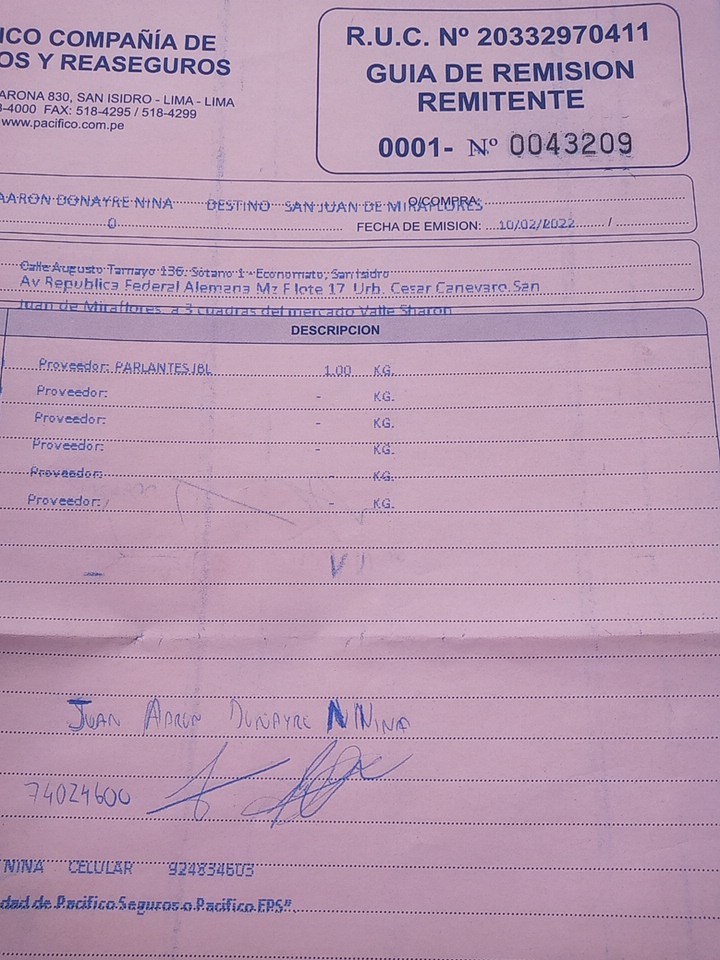 ICO COMPAÑÍA DE
OS Y REASEGUROS
ARONA 830, SAN ISIDRO - LIMA - LIMA
8-4000 FAX: 518-4295 / 518-4299
www.pacifico.com.pe
R.U.C. Nº 20332970411
GUIA DE REMISION
REMITENTE
0001- Nº 0043209
AARON DONAYRE NINA DESTINO SAN JUAN DE MIRAFLORES O/COMPRA:
0 FECHA DE EMISION: 10/02/2022 /
Calle Augusto Tamayo 136. Sótano 1 - Economato, San Isidro
Av Republica Federal Alemana Mz F lote 17 Urb. Cesar Canevaro San
Juan de Miraflores, a 3 cuadras del mercado Valle Sharon
DESCRIPCION
Proveedor: PARLANTES JBL 1.00 KG.
Proveedor: - KG.
Proveedor: - KG.
Proveedor: - KG.
Proveedor: - KG.
Proveedor: - KG.
JUAN AARON DONAYRE NINA
74024600
NINA CELULAR 924834603
dad de Pacifico Seguros o Pacifico EPS".